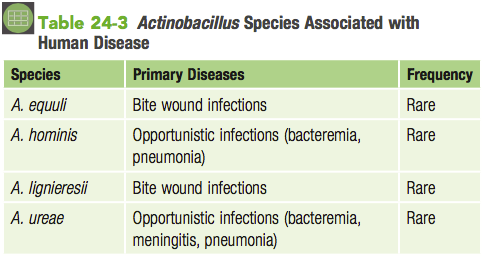 Table 24-3 Actinobacillus Species Associated with
Human Disease
Species Primary Diseases Frequency
A. equuli Bite wound infections Rare
A. hominis Opportunistic infections (bacteremia, Rare
pneumonia)
A. lignieresii Bite wound infections Rare
A. ureae Opportunistic infections (bacteremia, Rare
meningitis, pneumonia)